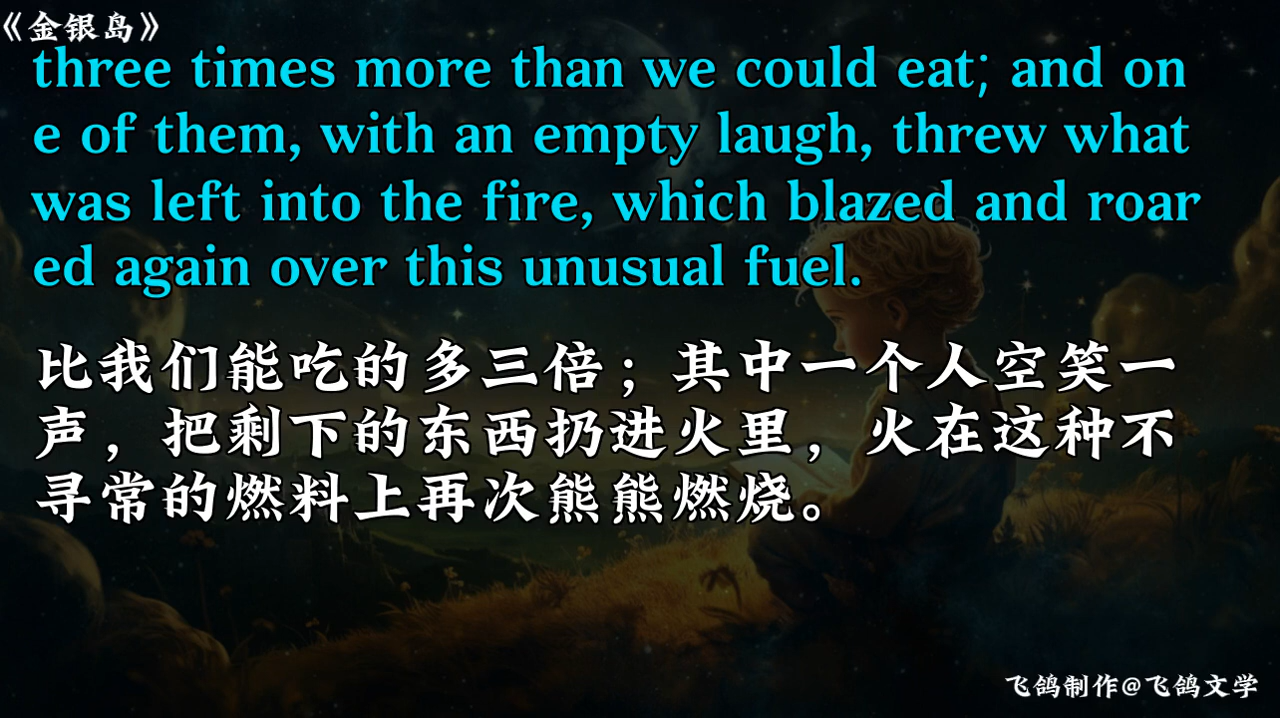 《金银岛》
three times more than we could eat; and on
e of them, with an empty laugh, threw what
was left into the fire, which blazed and roar
ed again over this unusual fuel.
比我们能吃的多三倍；其中一个人空笑一
声，把剩下的东西扔进火里，火在这种不
寻常的燃料上再次熊熊燃烧。
飞鸽制作@飞鸽文学